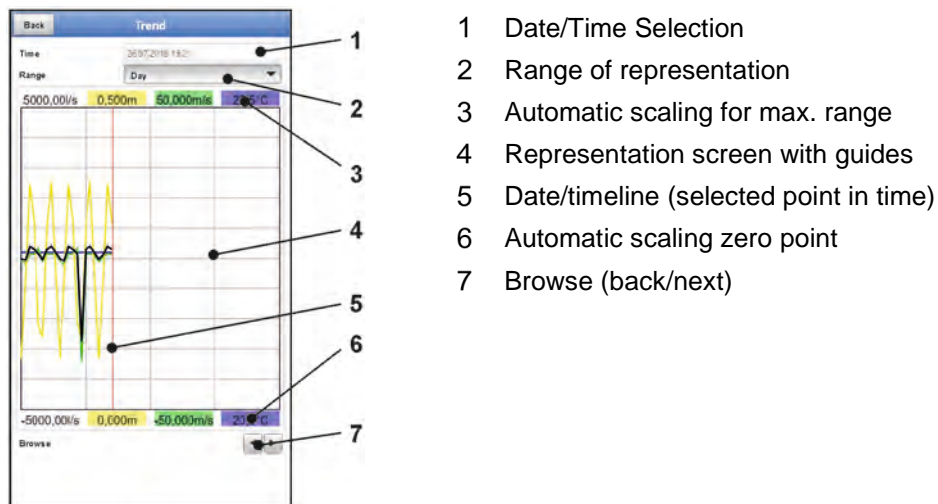 Back Trend
Time
Range Day
5000,00l/s 0,500m 50,000m/s
-5000,00l/s 0,000m -50,000m/s
Browse
1
2
3
4
5
6
7
1 Date/Time Selection
2 Range of representation
3 Automatic scaling for max. range
4 Representation screen with guides
5 Date/timeline (selected point in time)
6 Automatic scaling zero point
7 Browse (back/next)